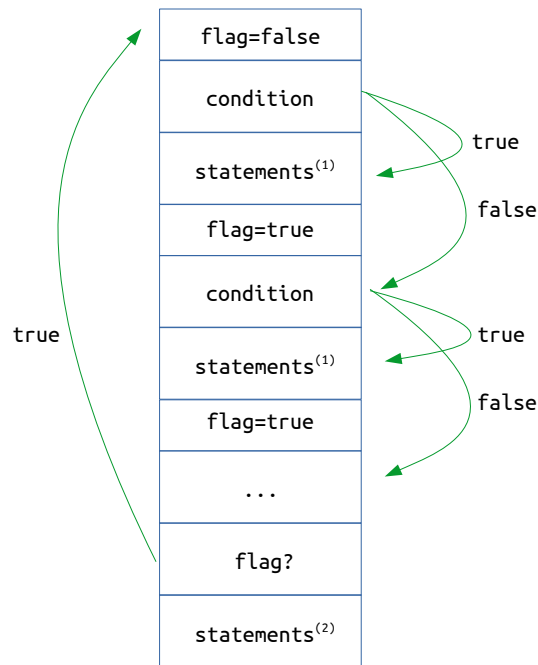 flag=false
condition
true
statements⁽¹⁾
false
flag=true
condition
true
true
statements⁽¹⁾
false
flag=true
...
flag?
statements⁽²⁾